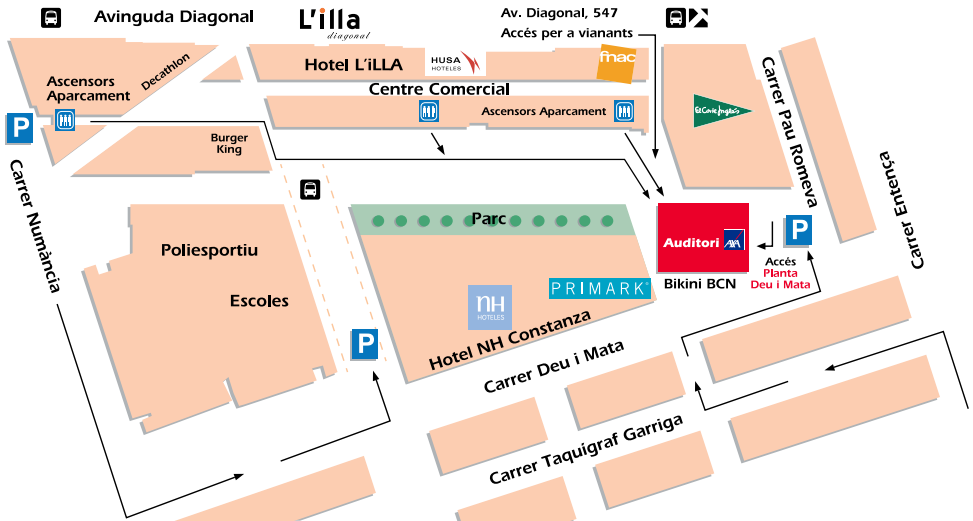 Avinguda Diagonal
L'illa
diagonal
Av. Diagonal, 547
Accés per a vianants
Hotel L'iLLA
HUSA
HOTELES
fnac
Decathlon
Ascensors
Aparcament
Centre Comercial
Ascensors Aparcament
El Corte Inglés
Carrer Pau Romeva
P
Burger
King
Carrer Entença
Carrer Numància
Parc
Auditori
AXA
P
Poliesportiu
Accés
Planta
Deu i Mata
Bikini BCN
PRIMARK
Escoles
nH
HOTELES
P
Hotel NH Constanza
Carrer Deu i Mata
Carrer Taquigraf Garriga